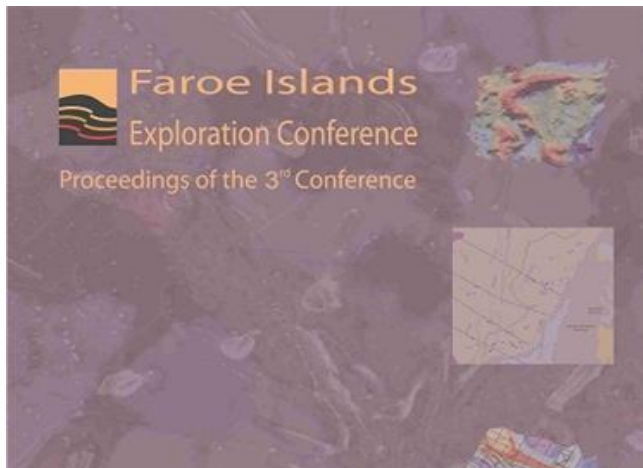 Faroe Islands
Exploration Conference
Proceedings of the 3rd Conference